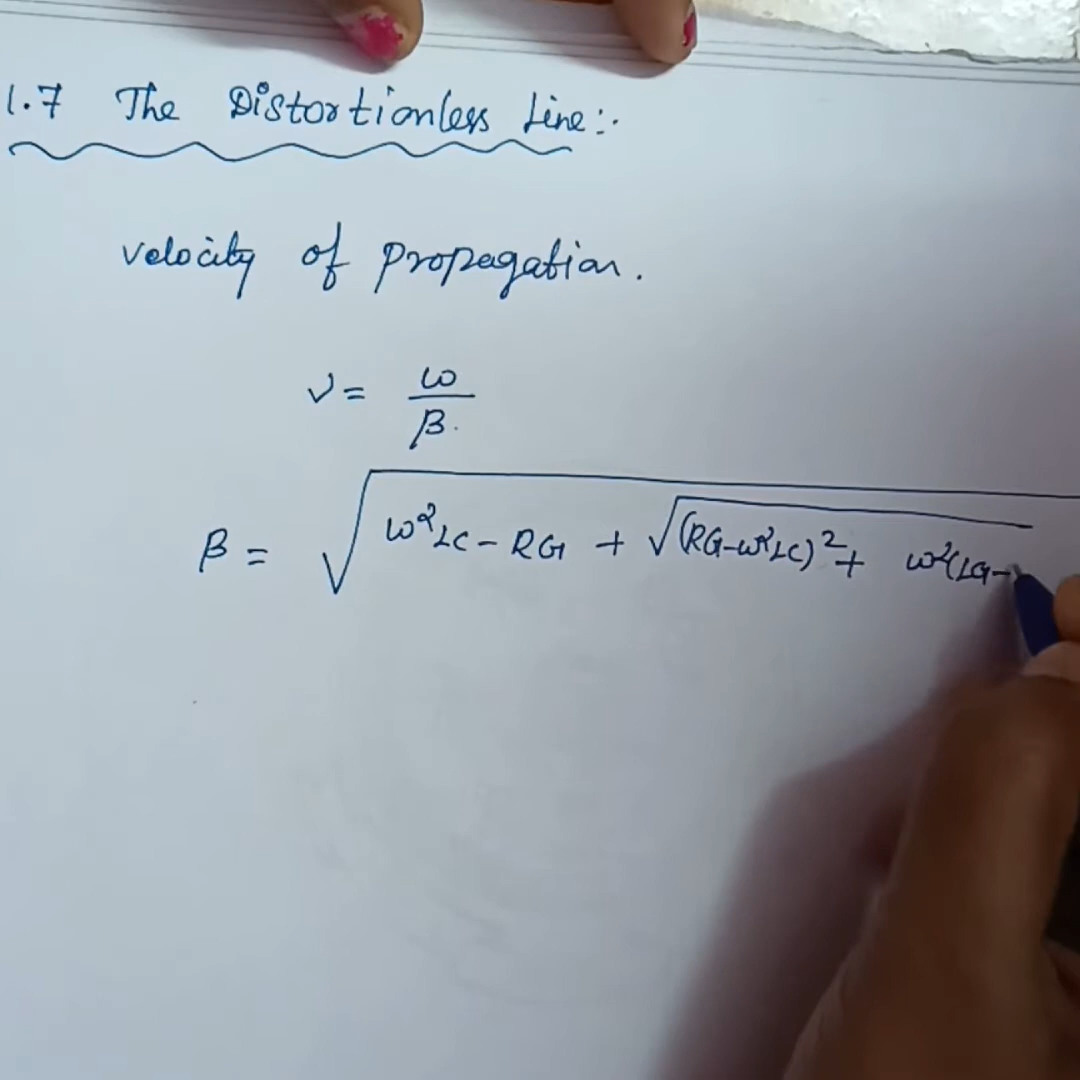 1.7 The Distortionless Line:.
velocity of propagation.
ν = ω/β.
β = √(ω²LC - RG + √((RG-ω²LC)² + ω²(LG-